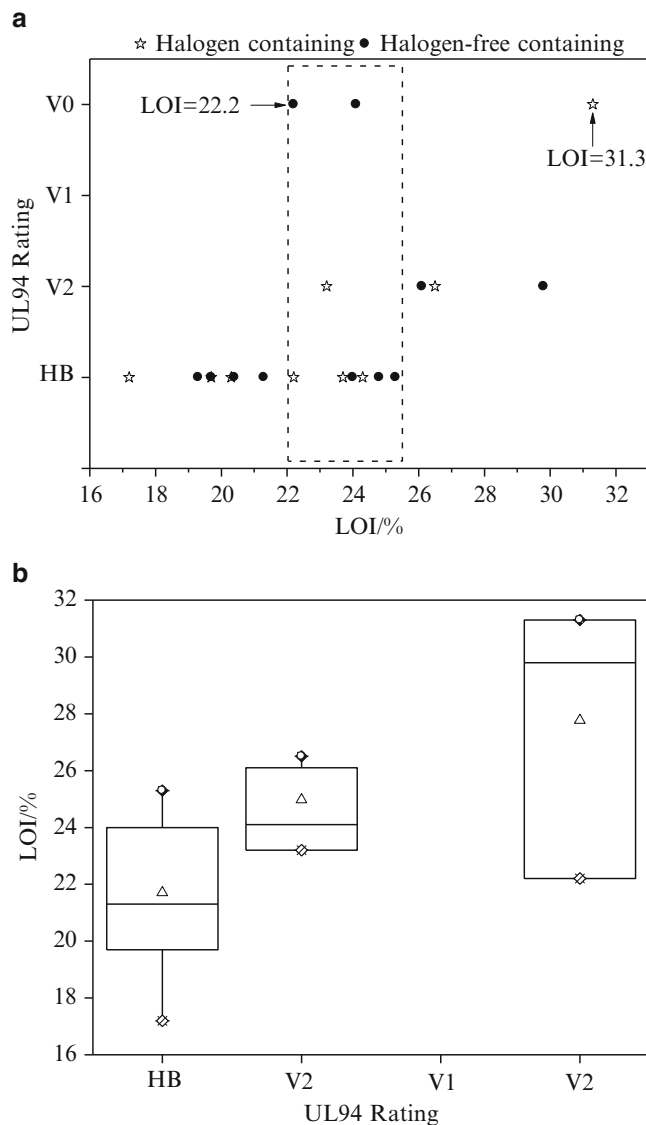 a
☆ Halogen containing ● Halogen-free containing
V0
LOI=22.2
LOI=31.3
V1
V2
HB
UL94 Rating
16 18 20 22 24 26 28 30 32
LOI/%
b
32
30
28
26
24
22
20
18
16
LOI/%
HB V2 V1 V2
UL94 Rating